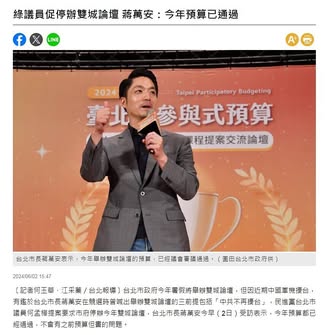 綠議員促停辦雙城論壇 蔣萬安：今年預算已通過
2024
Taipei Participatory Budgeting
臺北 參與式預算
程提案交流論壇
台北市長蔣萬安表示，今年舉辦雙城論壇的預算，已經議會審議通過。（圖由台北市政府供）
2024/06/02 15:47
〔記者何玉華、江采蓁／台北報導〕台北市政府今年暑假將舉辦雙城論壇，但因近期中國軍機擾台，
有鑑於台北市長蔣萬安在競選時曾喊出舉辦雙城論壇的三前提包括「中共不再擾台」，民進黨台北市
議員何孟樺提案要求市府停辦今年雙城論壇，台北市長蔣萬安今早（2日）受訪表示，今年預算都已
經通過，不會有之前預算但書的問題。